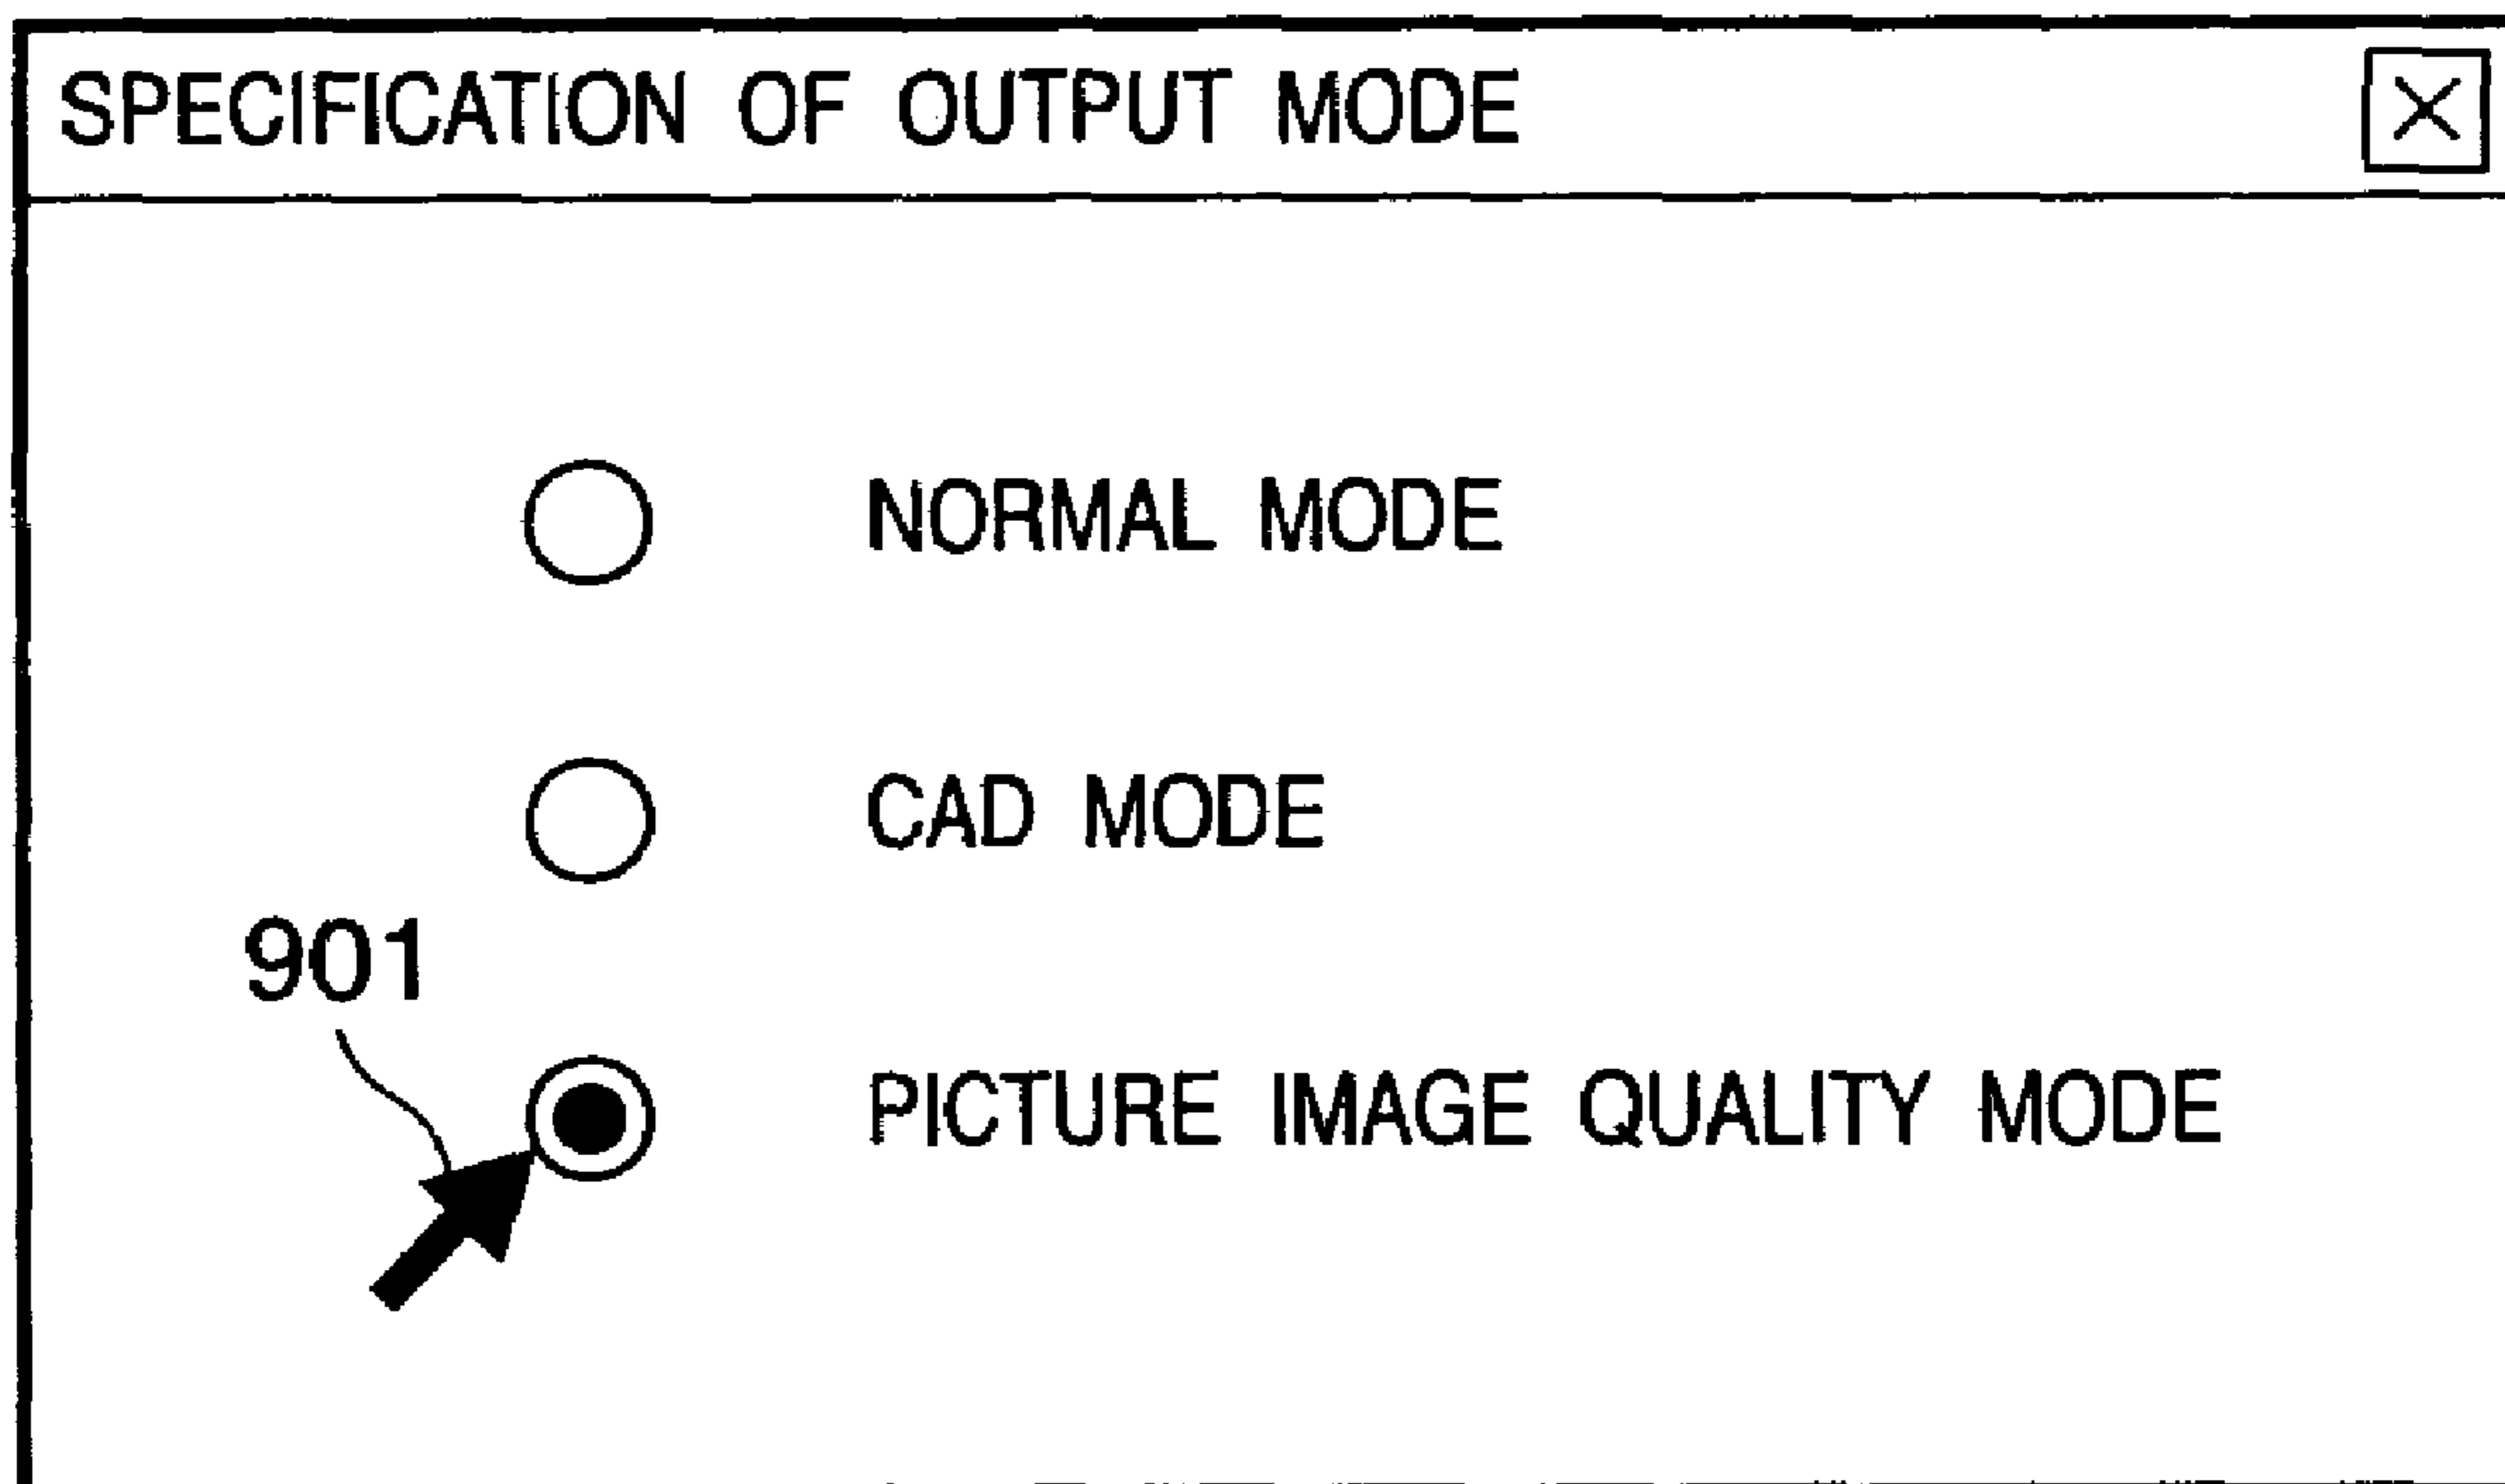 SPECIFICATION OF OUTPUT MODE
NORMAL MODE
CAD MODE
901
PICTURE IMAGE QUALITY MODE